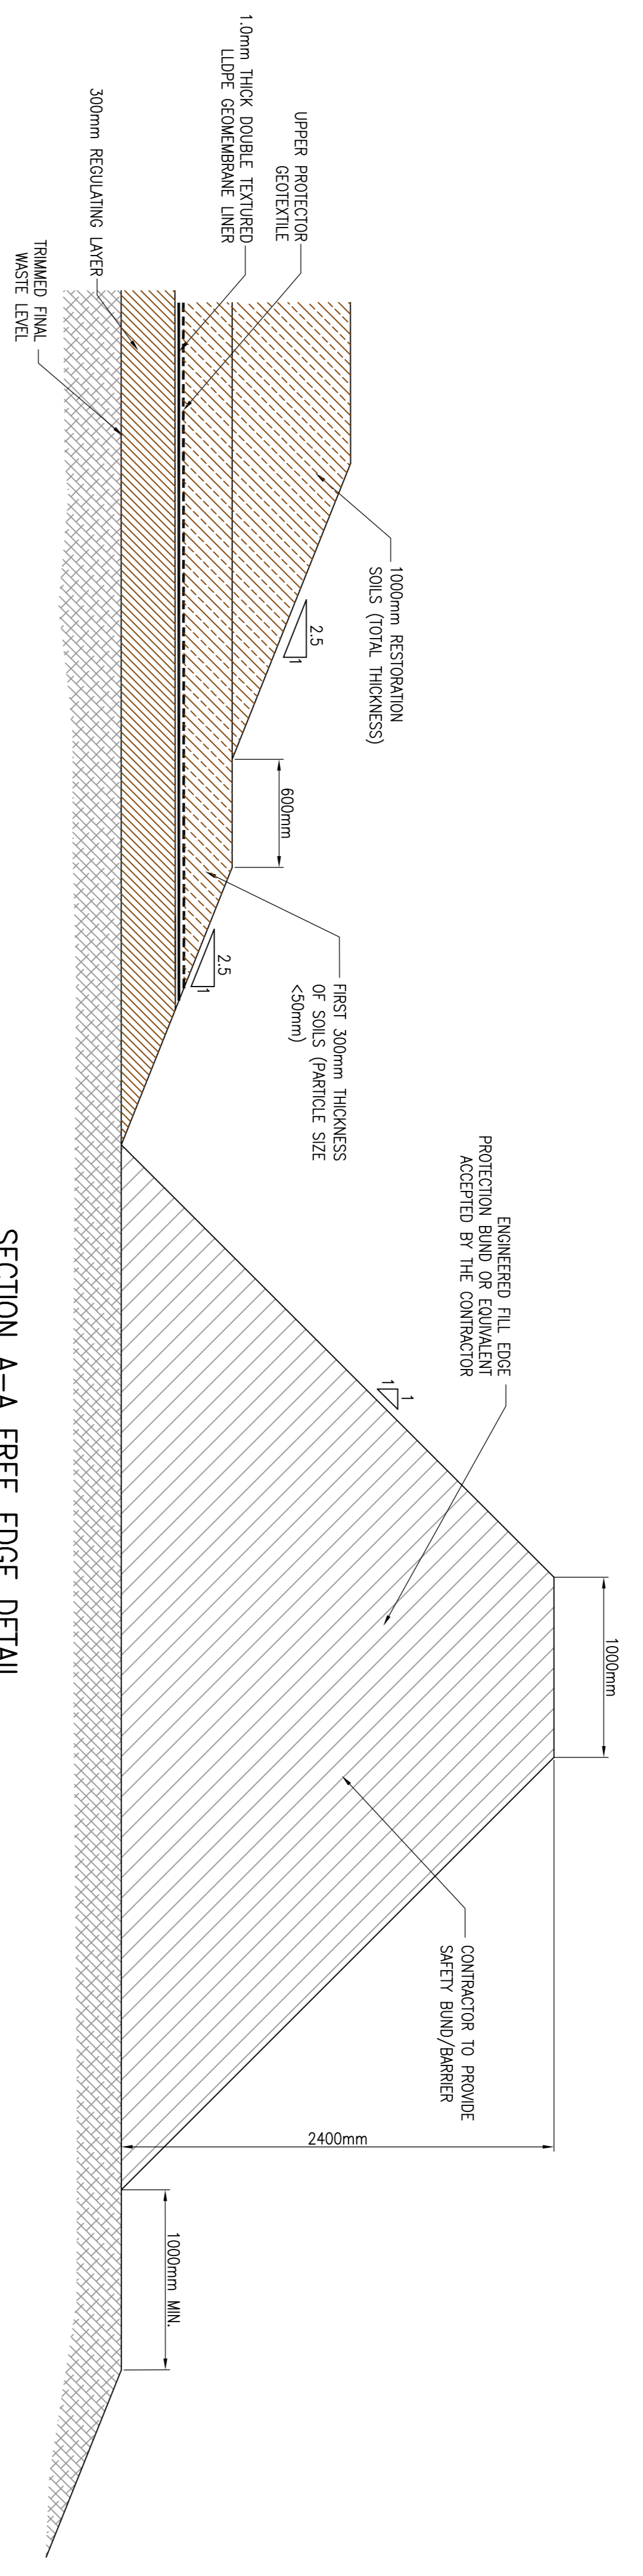 1.0mm THICK DOUBLE TEXTURED
LLDPE GEOMEMBRANE LINER
UPPER PROTECTOR
GEOTEXTILE
300mm REGULATING LAYER
TRIMMED FINAL
WASTE LEVEL
1000mm RESTORATION
SOILS (TOTAL THICKNESS)
2.5
1
600mm
2.5
1
FIRST 300mm THICKNESS
OF SOILS (PARTICLE SIZE
<50mm)
ENGINEERED FILL EDGE
PROTECTION BUND OR EQUIVALENT
ACCEPTED BY THE CONTRACTOR
1
1
1000mm
CONTRACTOR TO PROVIDE
SAFETY BUND/BARRIER
2400mm
1000mm MIN.
SECTION A-A FREE EDGE DETAIL